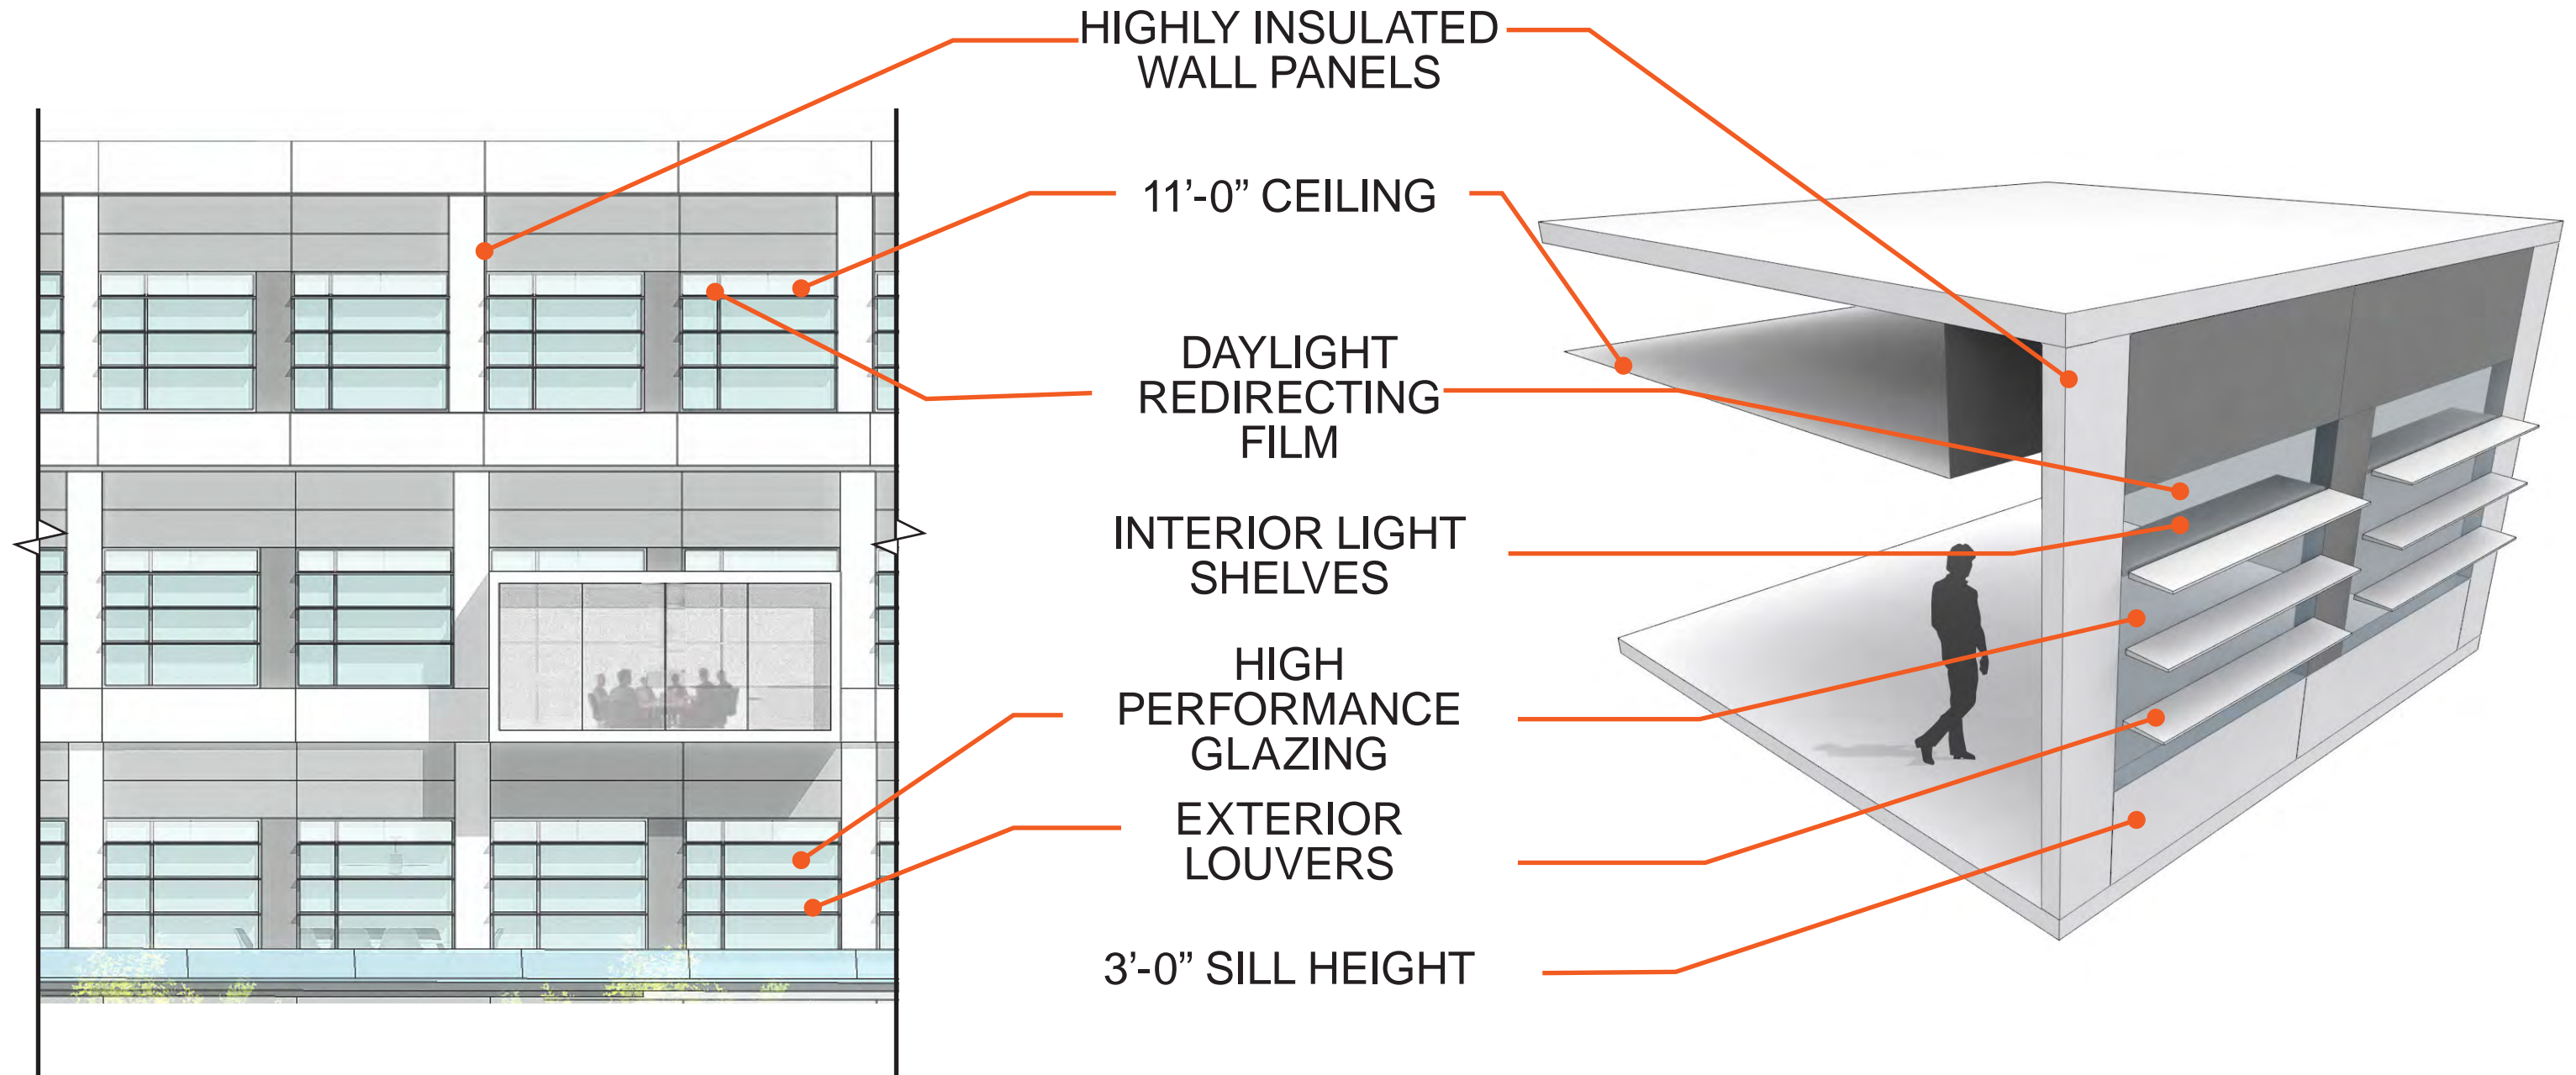 HIGHLY INSULATED
WALL PANELS
11’-0” CEILING
DAYLIGHT
REDIRECTING
FILM
INTERIOR LIGHT
SHELVES
HIGH
PERFORMANCE
GLAZING
EXTERIOR
LOUVERS
3’-0” SILL HEIGHT